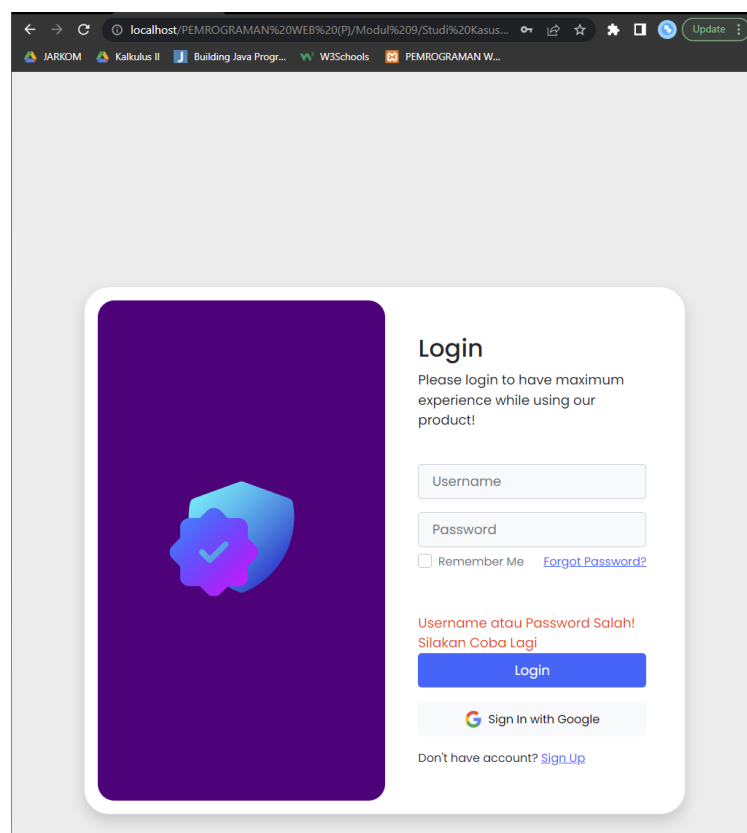 localhost/PEMROGRAMAN%20WEB%20(P)/Modul%209/Studi%20Kasus... Update
JARKOM Kalkulus II Building Java Progr... W3Schools PEMROGRAMAN W...
Login
Please login to have maximum
experience while using our
product!
Username
Password
Remember Me Forgot Password?
Username atau Password Salah!
Silakan Coba Lagi
Login
Sign In with Google
Don't have account? Sign Up